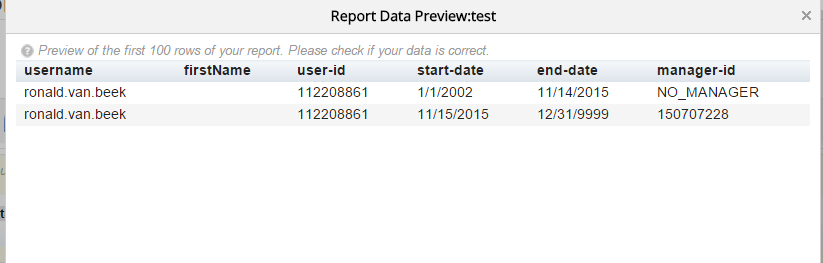 Report Data Preview:test
Preview of the first 100 rows of your report. Please check if your data is correct.
username firstName user-id start-date end-date manager-id
ronald.van.beek 112208861 1/1/2002 11/14/2015 NO_MANAGER
ronald.van.beek 112208861 11/15/2015 12/31/9999 150707228